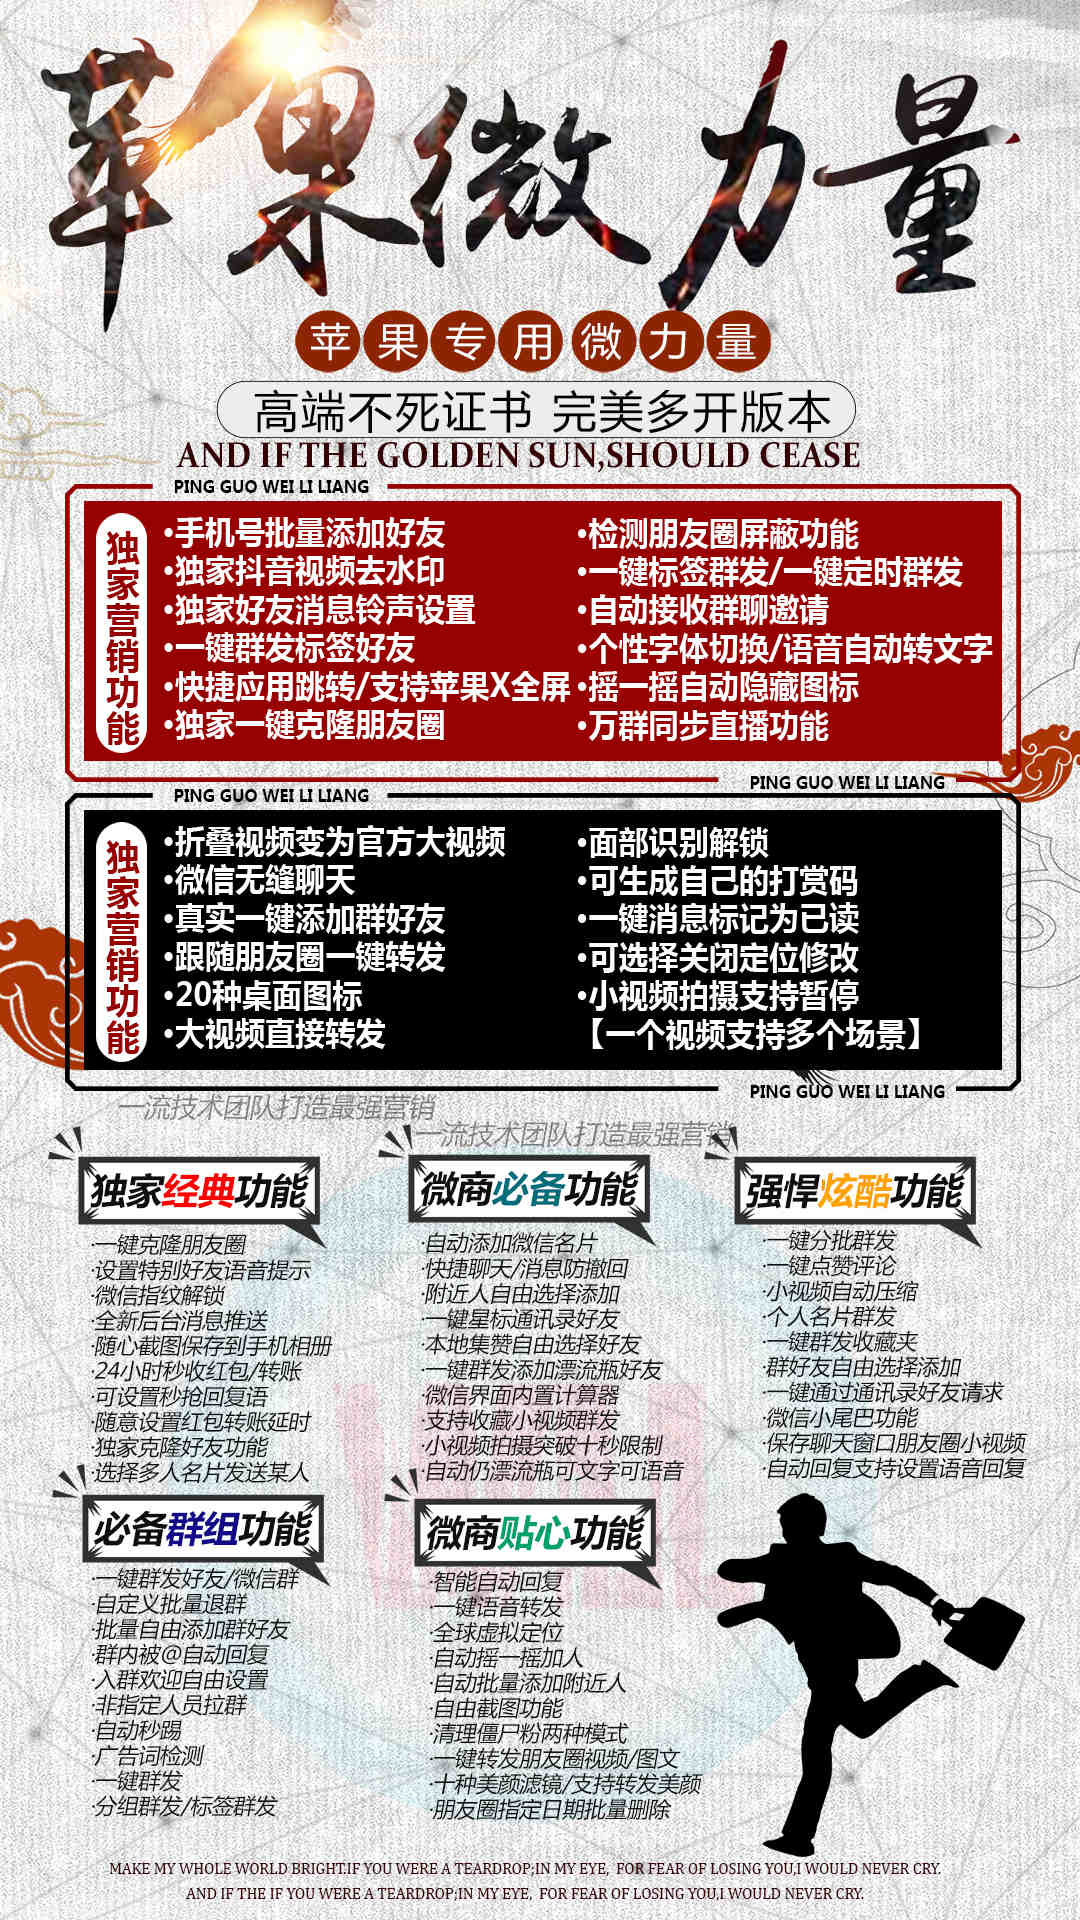 苹果微力量
苹果专用微力量
高端不死证书 完美多开版本
AND IF THE GOLDEN SUN,SHOULD CEASE
PING GUO WEI LI LIANG
独家营销功能
•手机号批量添加好友
•独家抖音视频去水印
•独家好友消息铃声设置
•一键群发标签好友
•快捷应用跳转/支持苹果X全屏
•独家一键克隆朋友圈
•检测朋友圈屏蔽功能
•一键标签群发/一键定时群发
•自动接收群聊邀请
•个性字体切换/语音自动转文字
•摇一摇自动隐藏图标
•万群同步直播功能
PING GUO WEI LI LIANG
PING GUO WEI LI LIANG
独家营销功能
•折叠视频变为官方大视频
•微信无缝聊天
•真实一键添加群好友
•跟随朋友圈一键转发
•20种桌面图标
•大视频直接转发
•面部识别解锁
•可生成自己的打赏码
•一键消息标记为已读
•可选择关闭定位修改
•小视频拍摄支持暂停
【一个视频支持多个场景】
PING GUO WEI LI LIANG
一流技术团队打造最强营销
一流技术团队打造最强营销
独家经典功能
·一键克隆朋友圈
·设置特别好友语音提示
·微信指纹解锁
·全新后台消息推送
·随心截图保存到手机相册
·24小时秒收红包/转账
·可设置秒抢回复语
·随意设置红包转账延时
·独家克隆好友功能
·选择多人名片发送某人
微商必备功能
·自动添加微信名片
·快捷聊天/消息防撤回
·附近人自由选择添加
·一键星标通讯录好友
·本地集赞自由选择好友
·一键群发添加漂流瓶好友
·微信界面内置计算器
·支持收藏小视频群发
·小视频拍摄突破十秒限制
·自动仍漂流瓶可文字可语音
强悍炫酷功能
·一键分批群发
·一键点赞评论
·小视频自动压缩
·个人名片群发
·一键群发收藏夹
·群好友自由选择添加
·一键通过通讯录好友请求
·微信小尾巴功能
·保存聊天窗口朋友圈小视频
·自动回复支持设置语音回复
必备群组功能
·一键群发好友/微信群
·自定义批量退群
·批量自由添加群好友
·群内被@自动回复
·入群欢迎自由设置
·非指定人员拉群
·自动秒踢
·广告词检测
·一键群发
·分组群发/标签群发
微商贴心功能
·智能自动回复
·一键语音转发
·全球虚拟定位
·自动摇一摇加人
·自动批量添加附近人
·自由截图功能
·清理僵尸粉两种模式
·一键转发朋友圈视频/图文
·十种美颜滤镜/支持转发美颜
·朋友圈指定日期批量删除
MAKE MY WHOLE WORLD BRIGHT.IF YOU WERE A TEARDROP;IN MY EYE, FOR FEAR OF LOSING YOU,I WOULD NEVER CRY.
AND IF THE IF YOU WERE A TEARDROP;IN MY EYE, FOR FEAR OF LOSING YOU,I WOULD NEVER CRY.